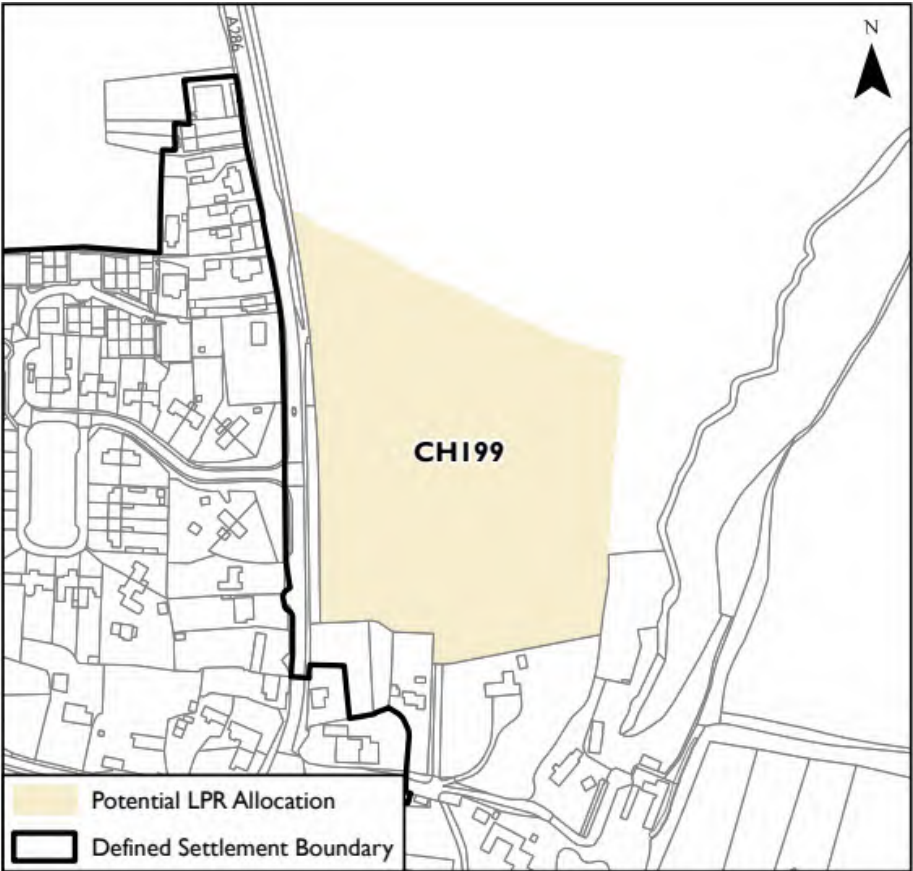 A286
N
CH199
Potential LPR Allocation
Defined Settlement Boundary